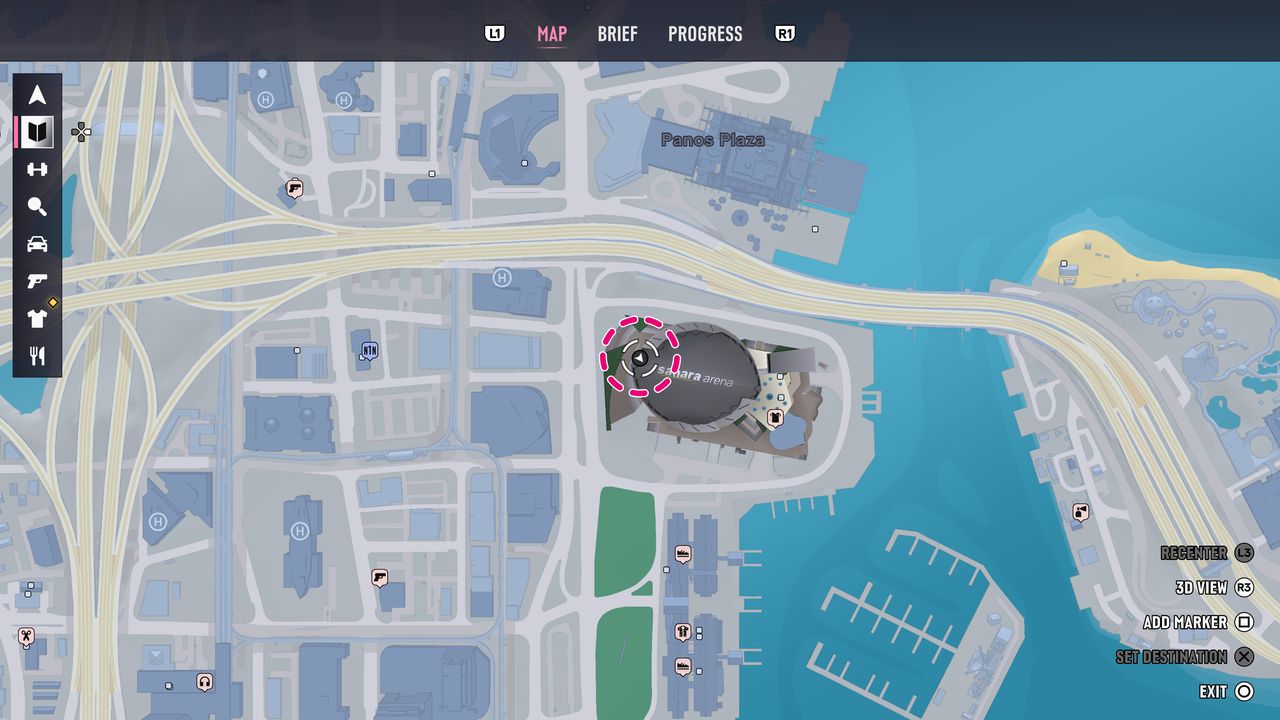 L1 MAP BRIEF PROGRESS R1
Panos Plaza
H H
H
N1N
sahara arena
H
H
RECENTER L3
3D VIEW R3
ADD MARKER
SET DESTINATION
EXIT